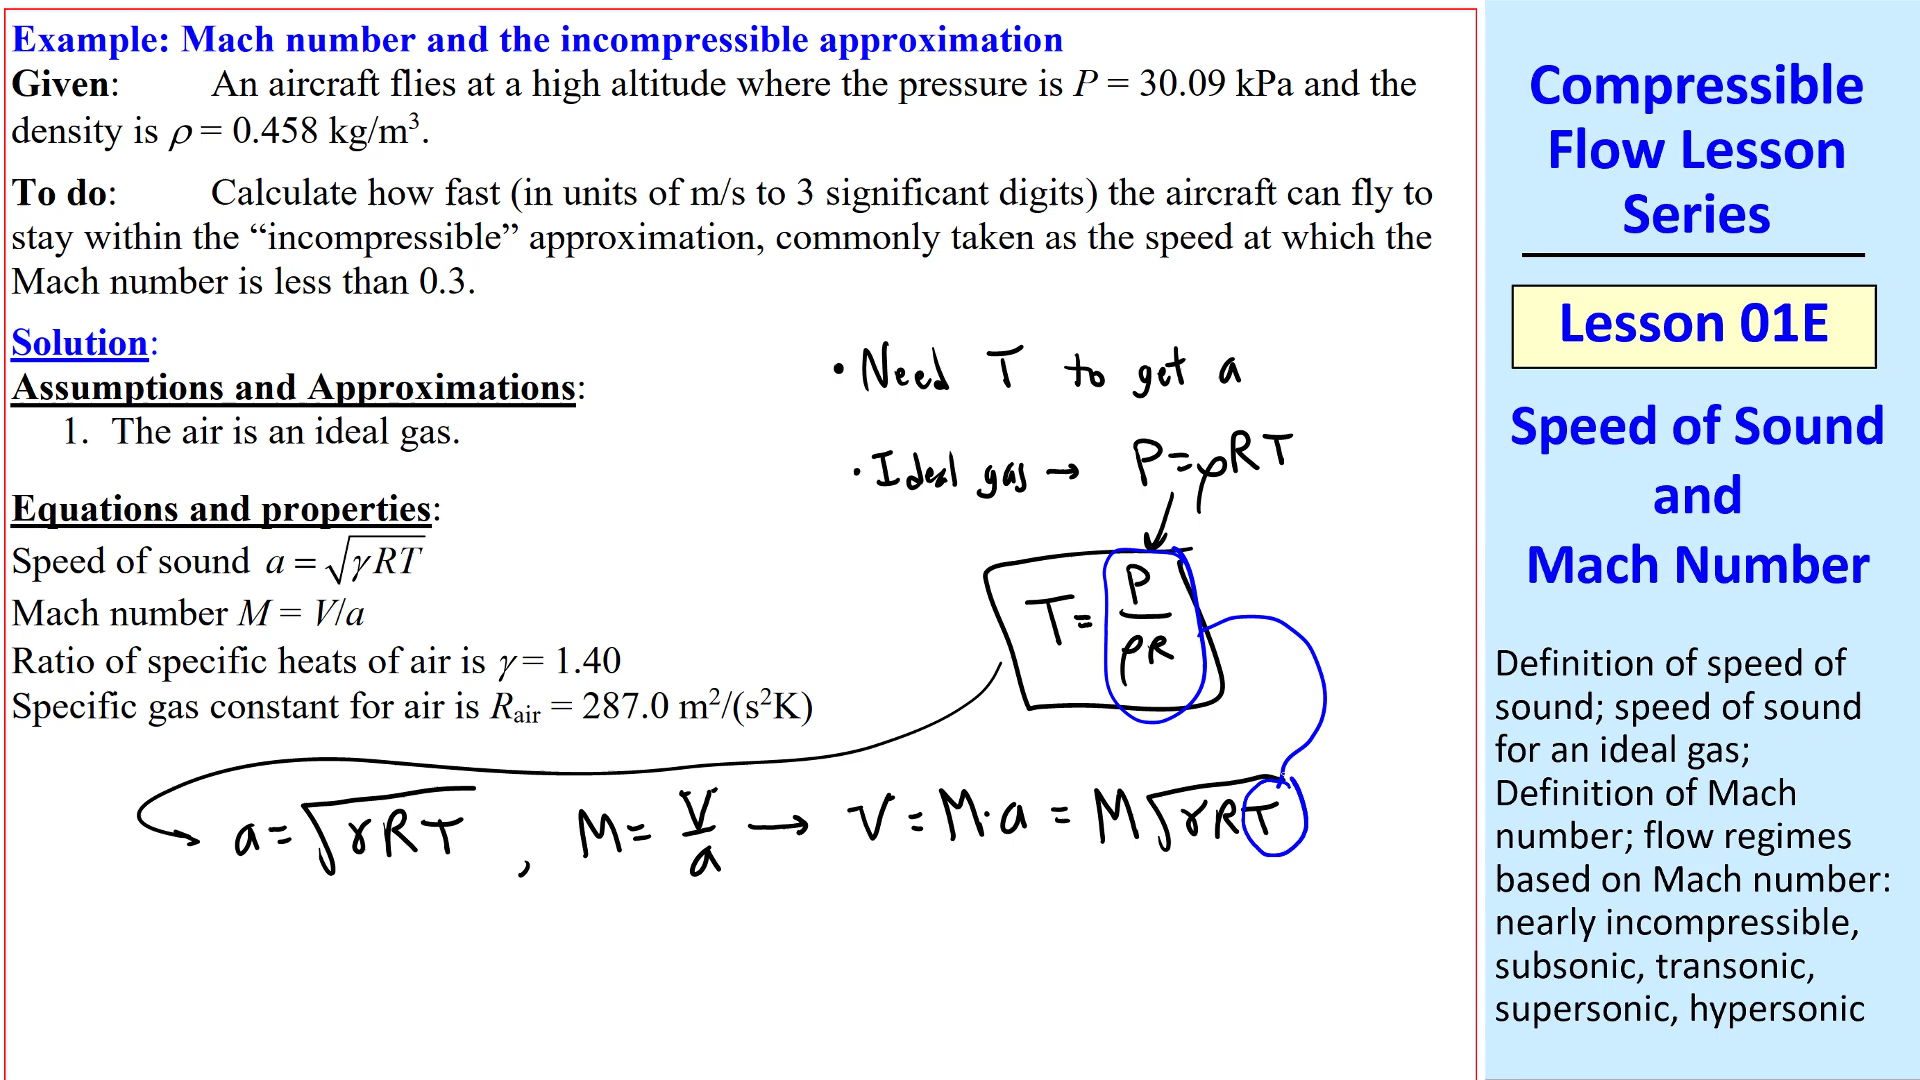 Example: Mach number and the incompressible approximation
Given: An aircraft flies at a high altitude where the pressure is P = 30.09 kPa and the
density is ρ = 0.458 kg/m³.
To do: Calculate how fast (in units of m/s to 3 significant digits) the aircraft can fly to
stay within the “incompressible” approximation, commonly taken as the speed at which the
Mach number is less than 0.3.
Solution:
Assumptions and Approximations:
1. The air is an ideal gas.
Equations and properties:
Speed of sound a = √γRT
Mach number M = V/a
Ratio of specific heats of air is γ = 1.40
Specific gas constant for air is Rair = 287.0 m²/(s²K)
• Need T to get a
• Ideal gas → P = ρRT
T = P/ρR
a = √γRT , M = V/a → V = M·a = M√γRT
Compressible
Flow Lesson
Series
Lesson 01E
Speed of Sound
and
Mach Number
Definition of speed of
sound; speed of sound
for an ideal gas;
Definition of Mach
number; flow regimes
based on Mach number:
nearly incompressible,
subsonic, transonic,
supersonic, hypersonic